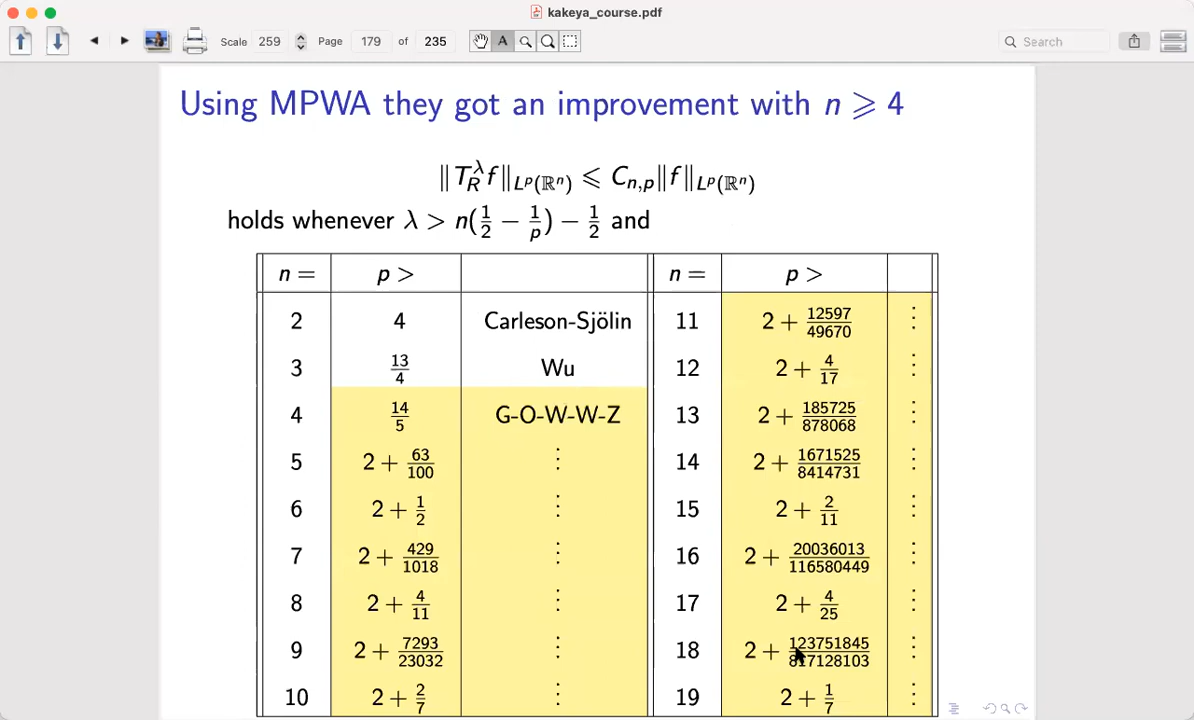 kakeya_course.pdf
Scale 259 Page 179 of 235 A Search
Using MPWA they got an improvement with n ⩾ 4
‖T_R^λ f‖_{L^p(ℝ^n)} ⩽ C_{n,p}‖f‖_{L^p(ℝ^n)}
holds whenever λ > n(1/2 − 1/p) − 1/2 and
n = p > n = p >
2 4 Carleson-Sjölin 11 2 + 12597/49670 ⋮
3 13/4 Wu 12 2 + 4/17 ⋮
4 14/5 G-O-W-W-Z 13 2 + 185725/878068 ⋮
5 2 + 63/100 ⋮ 14 2 + 1671525/8414731 ⋮
6 2 + 1/2 ⋮ 15 2 + 2/11 ⋮
7 2 + 429/1018 ⋮ 16 2 + 20036013/116580449 ⋮
8 2 + 4/11 ⋮ 17 2 + 4/25 ⋮
9 2 + 7293/23032 ⋮ 18 2 + 123751845/817128103 ⋮
10 2 + 2/7 ⋮ 19 2 + 1/7 ⋮